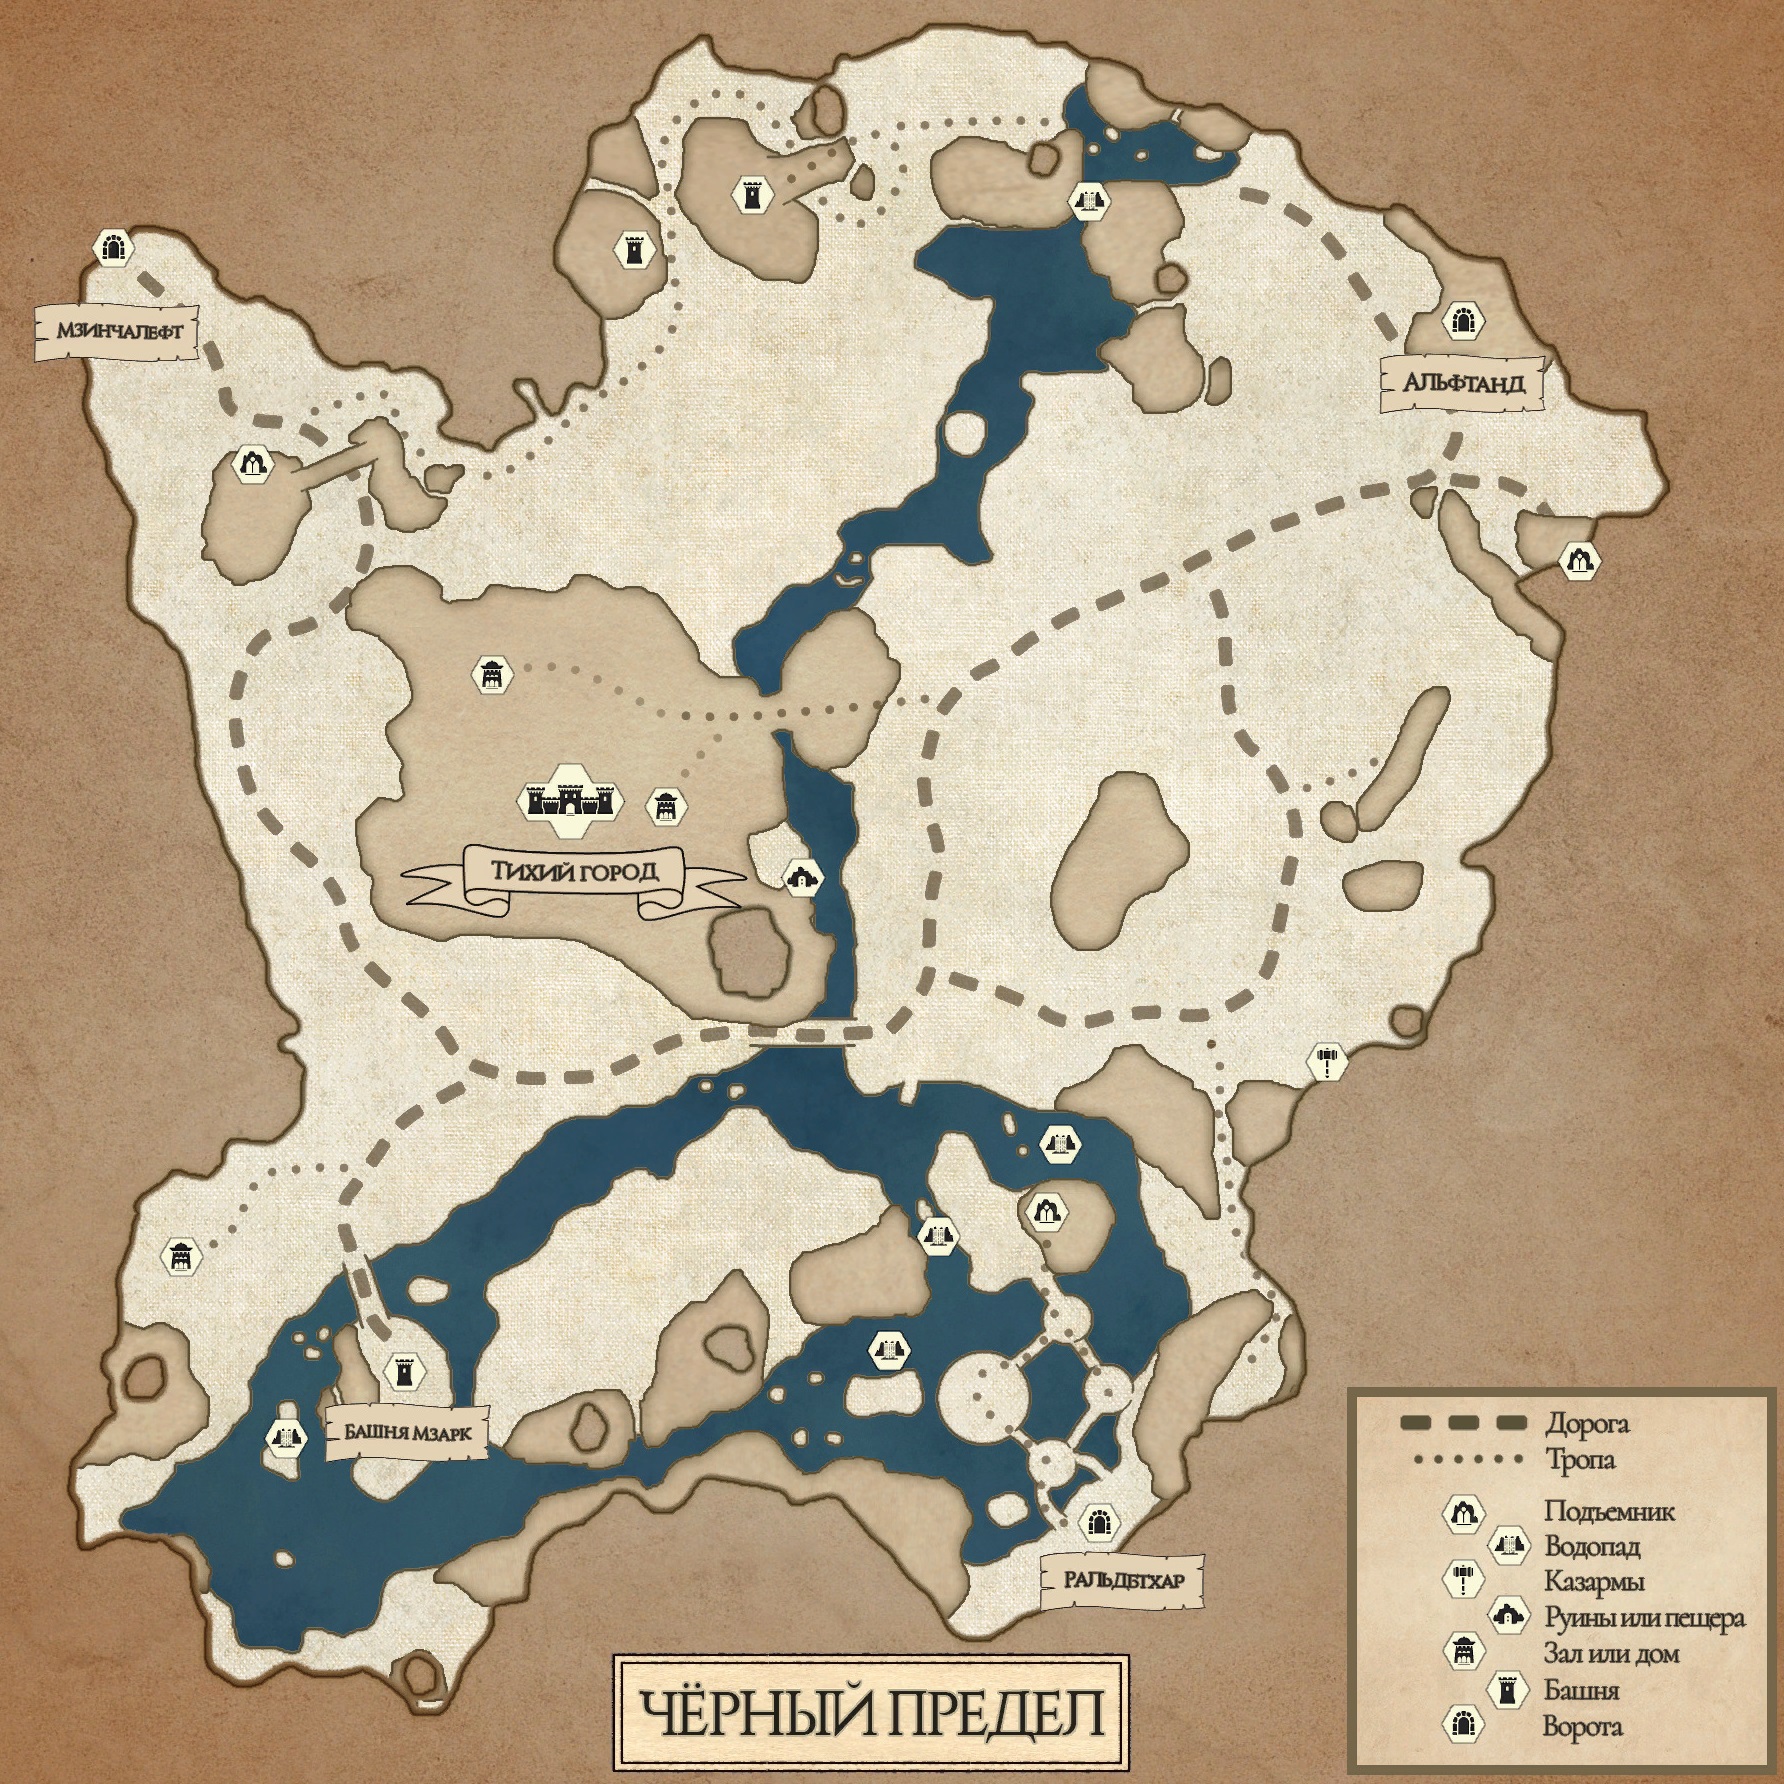 МЗИНЧАЛЕФТ
АЛЬФТАНД
ТИХИЙ ГОРОД
БАШНЯ МЗАРК
РАЛЬДБТХАР
ЧЁРНЫЙ ПРЕДЕЛ
Дорога
Тропа
Подъемник
Водопад
Казармы
Руины или пещера
Зал или дом
Башня
Ворота